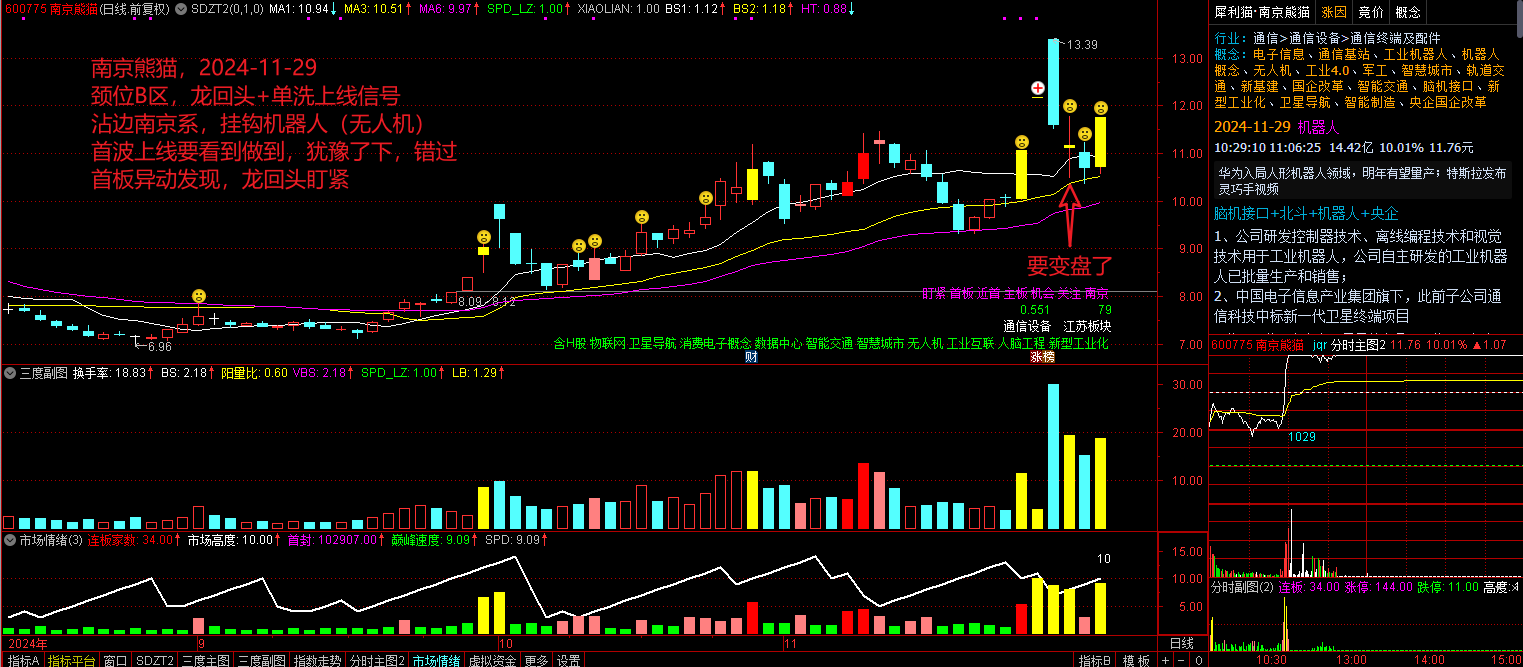 600775 南京熊猫(日线.前复权) SDZT2(0,1,0) MA1: 10.94↓ MA3: 10.51↑ MA6: 9.97↑ SPD_LZ: 1.00↑ XIAOLIAN: 1.00 BS1: 1.12↑ BS2: 1.18↑ HT: 0.88↓
南京熊猫，2024-11-29
颈位B区，龙回头+单洗上线信号
沾边南京系，挂钩机器人（无人机）
首波上线要看到做到，犹豫了下，错过
首板异动发现，龙回头盯紧
13.39
13.00
12.00
11.00
10.00
9.00
8.00
7.00
要变盘了
盯紧 首板 近首 主板 机会 关注 南京
8.09 - 8.12
0.551 79
通信设备 江苏板块
含H股 物联网 卫星导航 消费电子概念 数据中心 智能交通 智慧城市 无人机 工业互联 人脑工程 新型工业化
←6.96
财
涨榜
三度副图 换手率: 18.83↑ BS: 2.18↑ 阳量比: 0.60 VBS: 2.18↑ SPD_LZ: 1.00↑ LB: 1.29↑
30.00
20.00
10.00
市场情绪(3) 连板家数: 34.00↑ 市场高度: 10.00↑ 首封: 102907.00↑ 巅峰速度: 9.09↑ SPD: 9.09↑
10
15.00
10.00
5.00
2024年 9 10 11 日线
指标A 指标平台 窗口 SDZT2 三度主图 三度副图 指数走势 分时主图2 市场情绪 虚拟资金 更多 设置 指标B 模板 + - 0
犀利猫·南京熊猫 涨因 竞价 概念
行业: 通信>通信设备>通信终端及配件
概念: 电子信息、通信基站、工业机器人、机器人
概念、无人机、工业4.0、军工、智慧城市、轨道交
通、新基建、国企改革、智能交通、脑机接口、新
型工业化、卫星导航、智能制造、央企国企改革
2024-11-29 机器人
10:29:10 11:06:25 14.42亿 10.01% 11.76元
华为入局人形机器人领域，明年有望量产；特斯拉发布
灵巧手视频
脑机接口+北斗+机器人+央企
1、公司研发控制器技术、离线编程技术和视觉
技术用于工业机器人，公司自主研发的工业机器
人已批量生产和销售；
2、中国电子信息产业集团旗下，此前子公司通
信科技中标新一代卫星终端项目
600775 南京熊猫 jqr 分时主图2 11.76 10.01% ▲1.07
1029
分时副图(2) 连板: 34.00 涨停: 144.00 跌停: 11.00 高度:
10:30 13:00 14:00 15:00